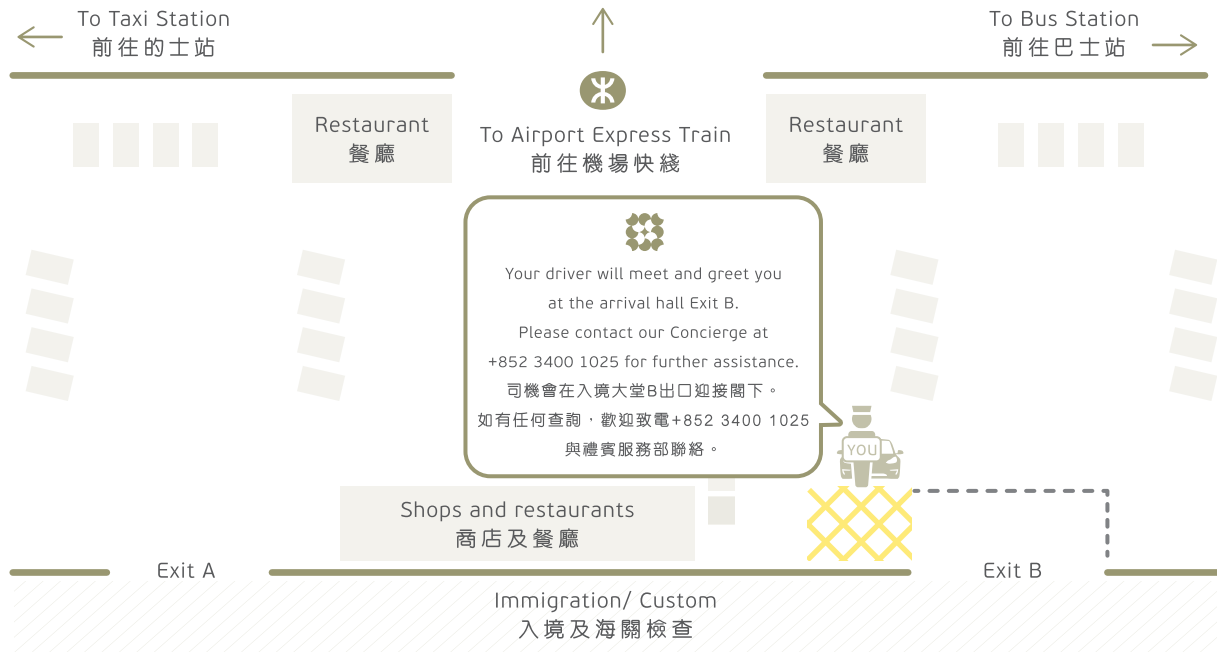 To Taxi Station
前往的士站
To Bus Station
前往巴士站
Restaurant
餐廳
To Airport Express Train
前往機場快綫
Restaurant
餐廳
Your driver will meet and greet you
at the arrival hall Exit B.
Please contact our Concierge at
+852 3400 1025 for further assistance.
司機會在入境大堂B出口迎接閣下。
如有任何查詢，歡迎致電+852 3400 1025
與禮賓服務部聯絡。
YOU
Shops and restaurants
商店及餐廳
Exit A
Exit B
Immigration/ Custom
入境及海關檢查